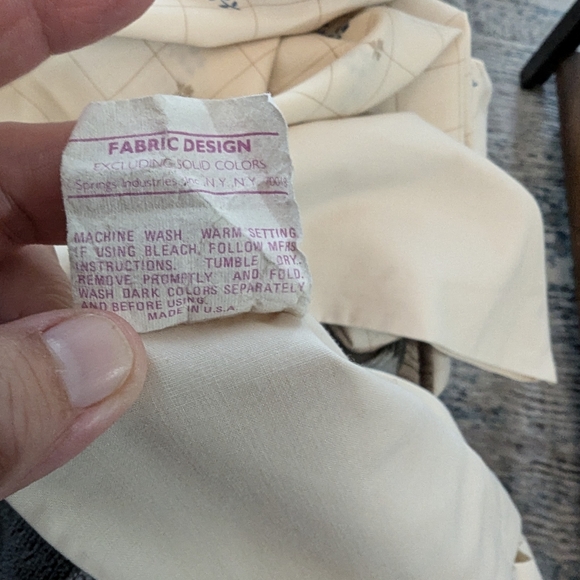 FABRIC DESIGN
EXCLUDING SOLID COLORS
Springs Industries, Inc. N.Y., N.Y.
MACHINE WASH WARM SETTING
IF USING BLEACH, FOLLOW MFRS
INSTRUCTIONS. TUMBLE DRY.
REMOVE PROMPTLY AND FOLD.
WASH DARK COLORS SEPARATELY
AND BEFORE USING.
MADE IN U.S.A.